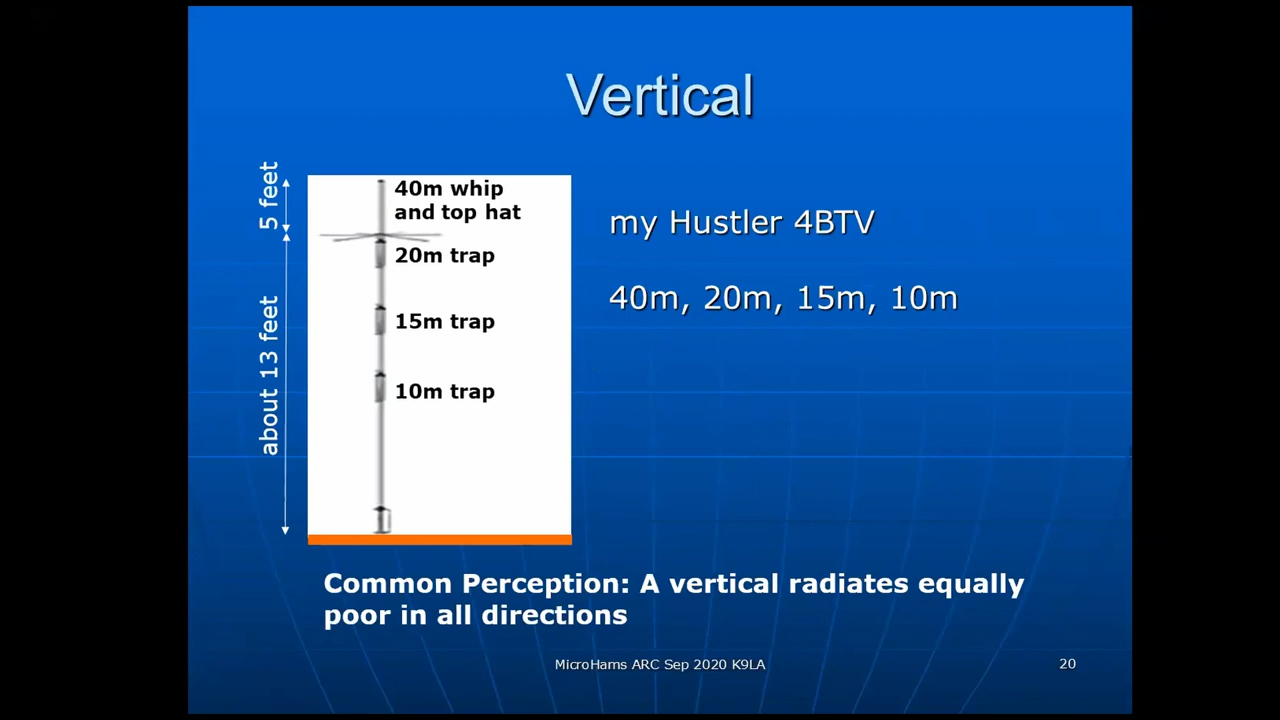 Vertical
5 feet
about 13 feet
40m whip
and top hat
20m trap
15m trap
10m trap
my Hustler 4BTV
40m, 20m, 15m, 10m
Common Perception: A vertical radiates equally
poor in all directions
MicroHams ARC Sep 2020 K9LA
20